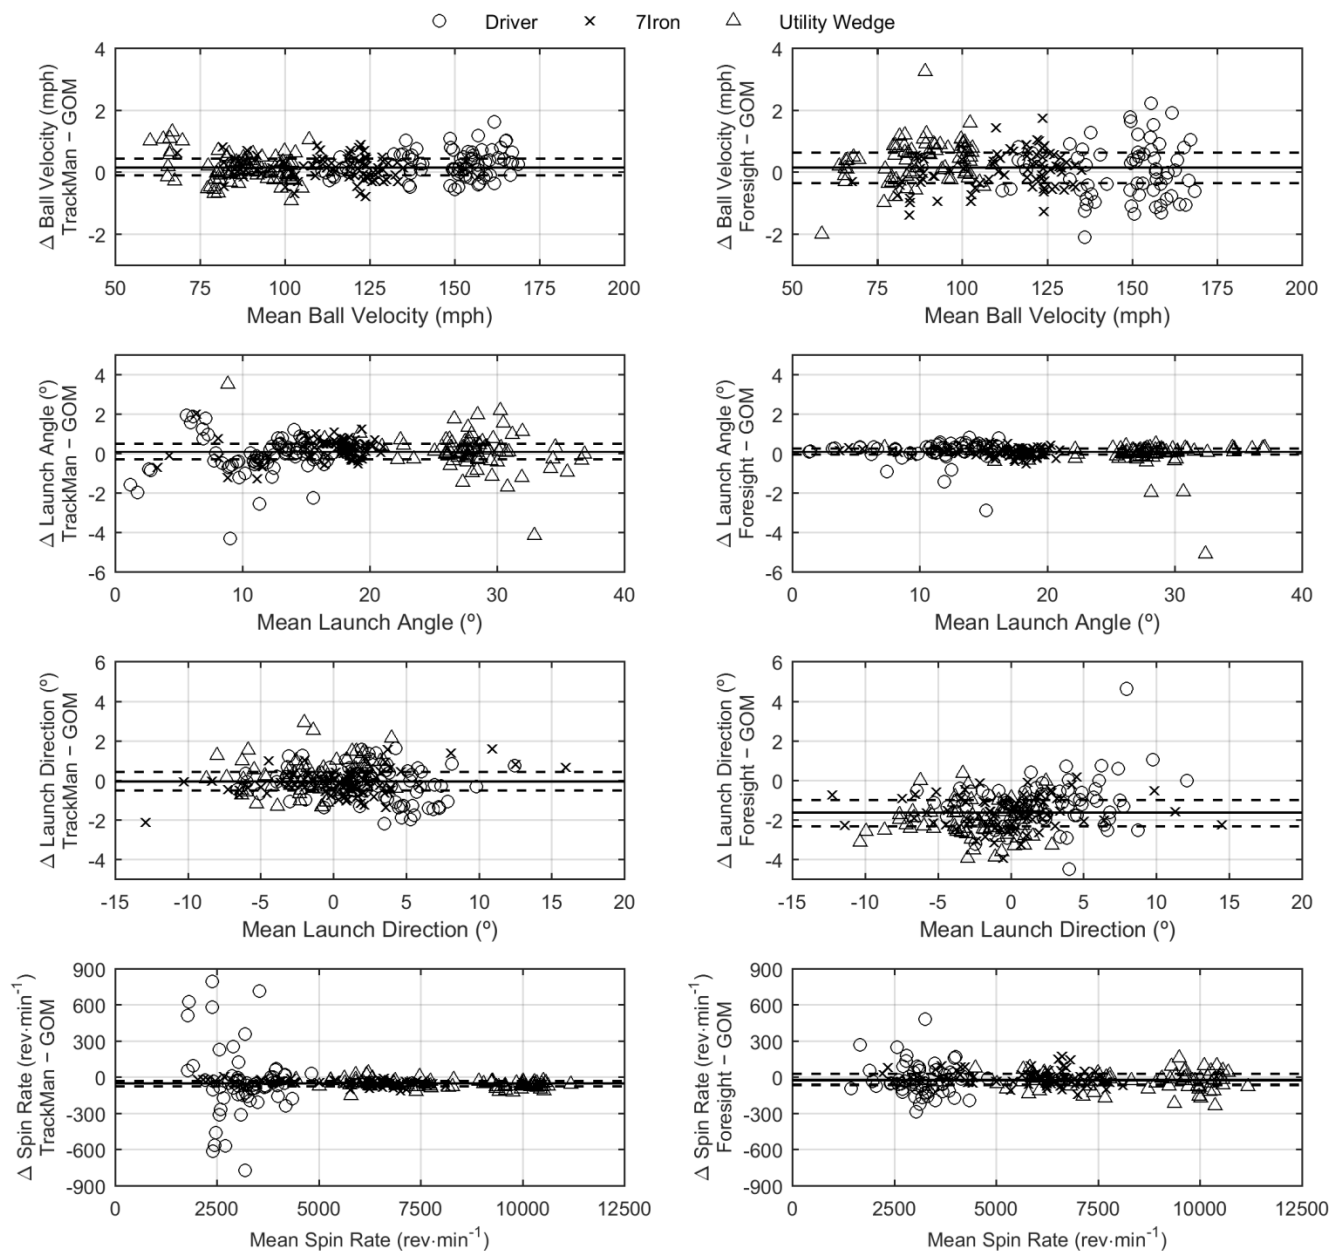 Driver 7Iron Utility Wedge
Δ Ball Velocity (mph)
TrackMan − GOM
4
2
0
-2
50 75 100 125 150 175 200
Mean Ball Velocity (mph)
Δ Ball Velocity (mph)
Foresight − GOM
4
2
0
-2
50 75 100 125 150 175 200
Mean Ball Velocity (mph)
Δ Launch Angle (º)
TrackMan − GOM
4
2
0
-2
-4
-6
0 10 20 30 40
Mean Launch Angle (º)
Δ Launch Angle (º)
Foresight − GOM
4
2
0
-2
-4
-6
0 10 20 30 40
Mean Launch Angle (º)
Δ Launch Direction (º)
TrackMan − GOM
6
4
2
0
-2
-4
-15 -10 -5 0 5 10 15 20
Mean Launch Direction (º)
Δ Launch Direction (º)
Foresight − GOM
6
4
2
0
-2
-4
-15 -10 -5 0 5 10 15 20
Mean Launch Direction (º)
Δ Spin Rate (rev·min⁻¹)
TrackMan − GOM
900
600
300
0
-300
-600
-900
0 2500 5000 7500 10000 12500
Mean Spin Rate (rev·min⁻¹)
Δ Spin Rate (rev·min⁻¹)
Foresight − GOM
900
600
300
0
-300
-600
-900
0 2500 5000 7500 10000 12500
Mean Spin Rate (rev·min⁻¹)